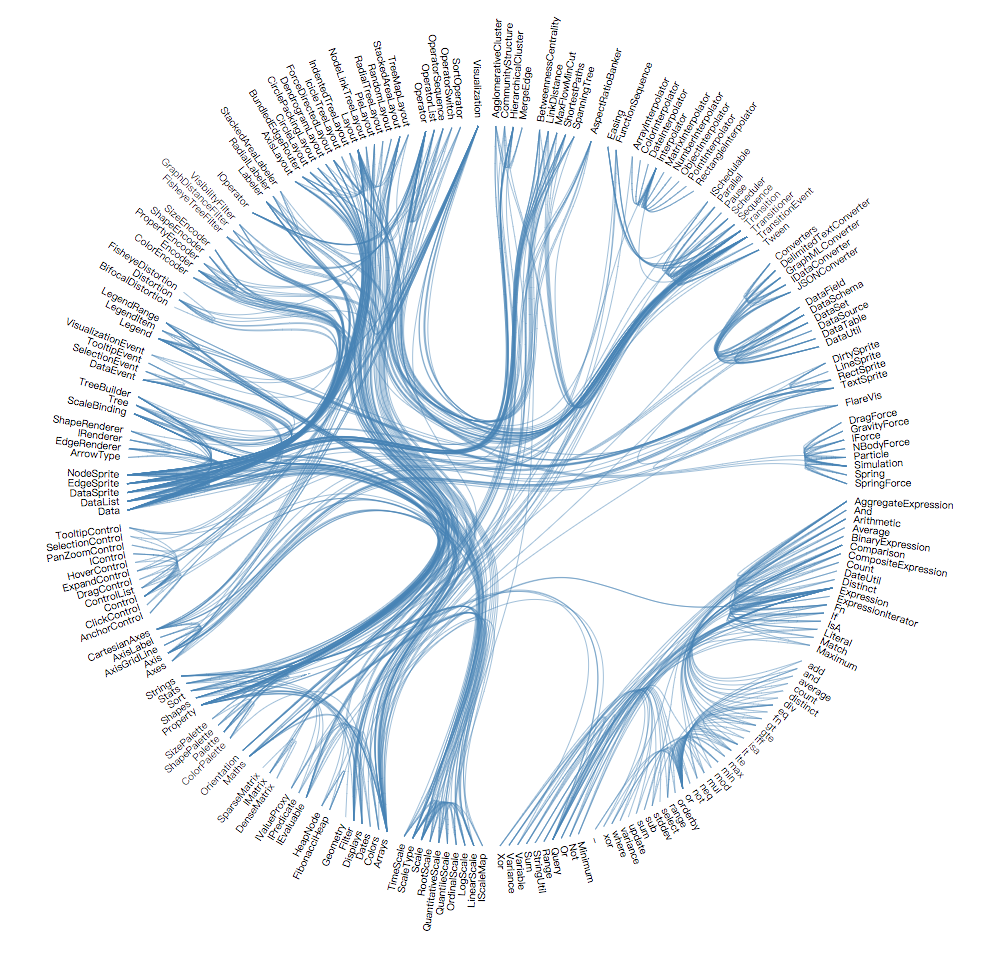 AgglomerativeCluster
CommunityStructure
HierarchicalCluster
MergeEdge
BetweennessCentrality
LinkDistance
MaxFlowMinCut
ShortestPaths
SpanningTree
AspectRatioBanker
Easing
FunctionSequence
ArrayInterpolator
ColorInterpolator
DateInterpolator
Interpolator
MatrixInterpolator
NumberInterpolator
ObjectInterpolator
PointInterpolator
RectangleInterpolator
ISchedulable
Parallel
Pause
Scheduler
Sequence
Transition
Transitioner
TransitionEvent
Tween
Converters
DelimitedTextConverter
GraphMLConverter
IDataConverter
JSONConverter
DataField
DataSchema
DataSet
DataSource
DataTable
DataUtil
DirtySprite
LineSprite
RectSprite
TextSprite
FlareVis
DragForce
GravityForce
IForce
NBodyForce
Particle
Simulation
Spring
SpringForce
AggregateExpression
And
Arithmetic
Average
BinaryExpression
Comparison
CompositeExpression
Count
DateUtil
Distinct
Expression
ExpressionIterator
Fn
If
IsA
Literal
Match
Maximum
add
and
average
count
distinct
div
eq
fn
gt
gte
iff
isa
lt
lte
max
min
mod
mul
neq
not
or
orderby
range
select
stddev
sub
sum
update
variance
where
xor
_
Minimum
Not
Or
Query
Range
StringUtil
Sum
Variable
Variance
Xor
IScaleMap
LinearScale
LogScale
OrdinalScale
QuantileScale
QuantitativeScale
RootScale
Scale
ScaleType
TimeScale
Arrays
Colors
Dates
Displays
Filter
Geometry
FibonacciHeap
HeapNode
IEvaluable
IPredicate
IValueProxy
DenseMatrix
IMatrix
SparseMatrix
Maths
Orientation
ColorPalette
Palette
ShapePalette
SizePalette
Property
Shapes
Sort
Stats
Strings
Axes
Axis
AxisGridLine
AxisLabel
CartesianAxes
AnchorControl
ClickControl
Control
ControlList
DragControl
ExpandControl
HoverControl
IControl
PanZoomControl
SelectionControl
TooltipControl
Data
DataList
DataSprite
EdgeSprite
NodeSprite
ArrowType
EdgeRenderer
IRenderer
ShapeRenderer
ScaleBinding
Tree
TreeBuilder
DataEvent
SelectionEvent
TooltipEvent
VisualizationEvent
Legend
LegendItem
LegendRange
BifocalDistortion
Distortion
FisheyeDistortion
ColorEncoder
Encoder
PropertyEncoder
ShapeEncoder
SizeEncoder
FisheyeTreeFilter
GraphDistanceFilter
VisibilityFilter
IOperator
Labeler
RadialLabeler
StackedAreaLabeler
AxisLayout
BundledEdgeRouter
CircleLayout
CirclePackingLayout
DendrogramLayout
ForceDirectedLayout
IcicleTreeLayout
IndentedTreeLayout
Layout
NodeLinkTreeLayout
PieLayout
RadialTreeLayout
RandomLayout
StackedAreaLayout
TreeMapLayout
Operator
OperatorList
OperatorSequence
OperatorSwitch
SortOperator
Visualization